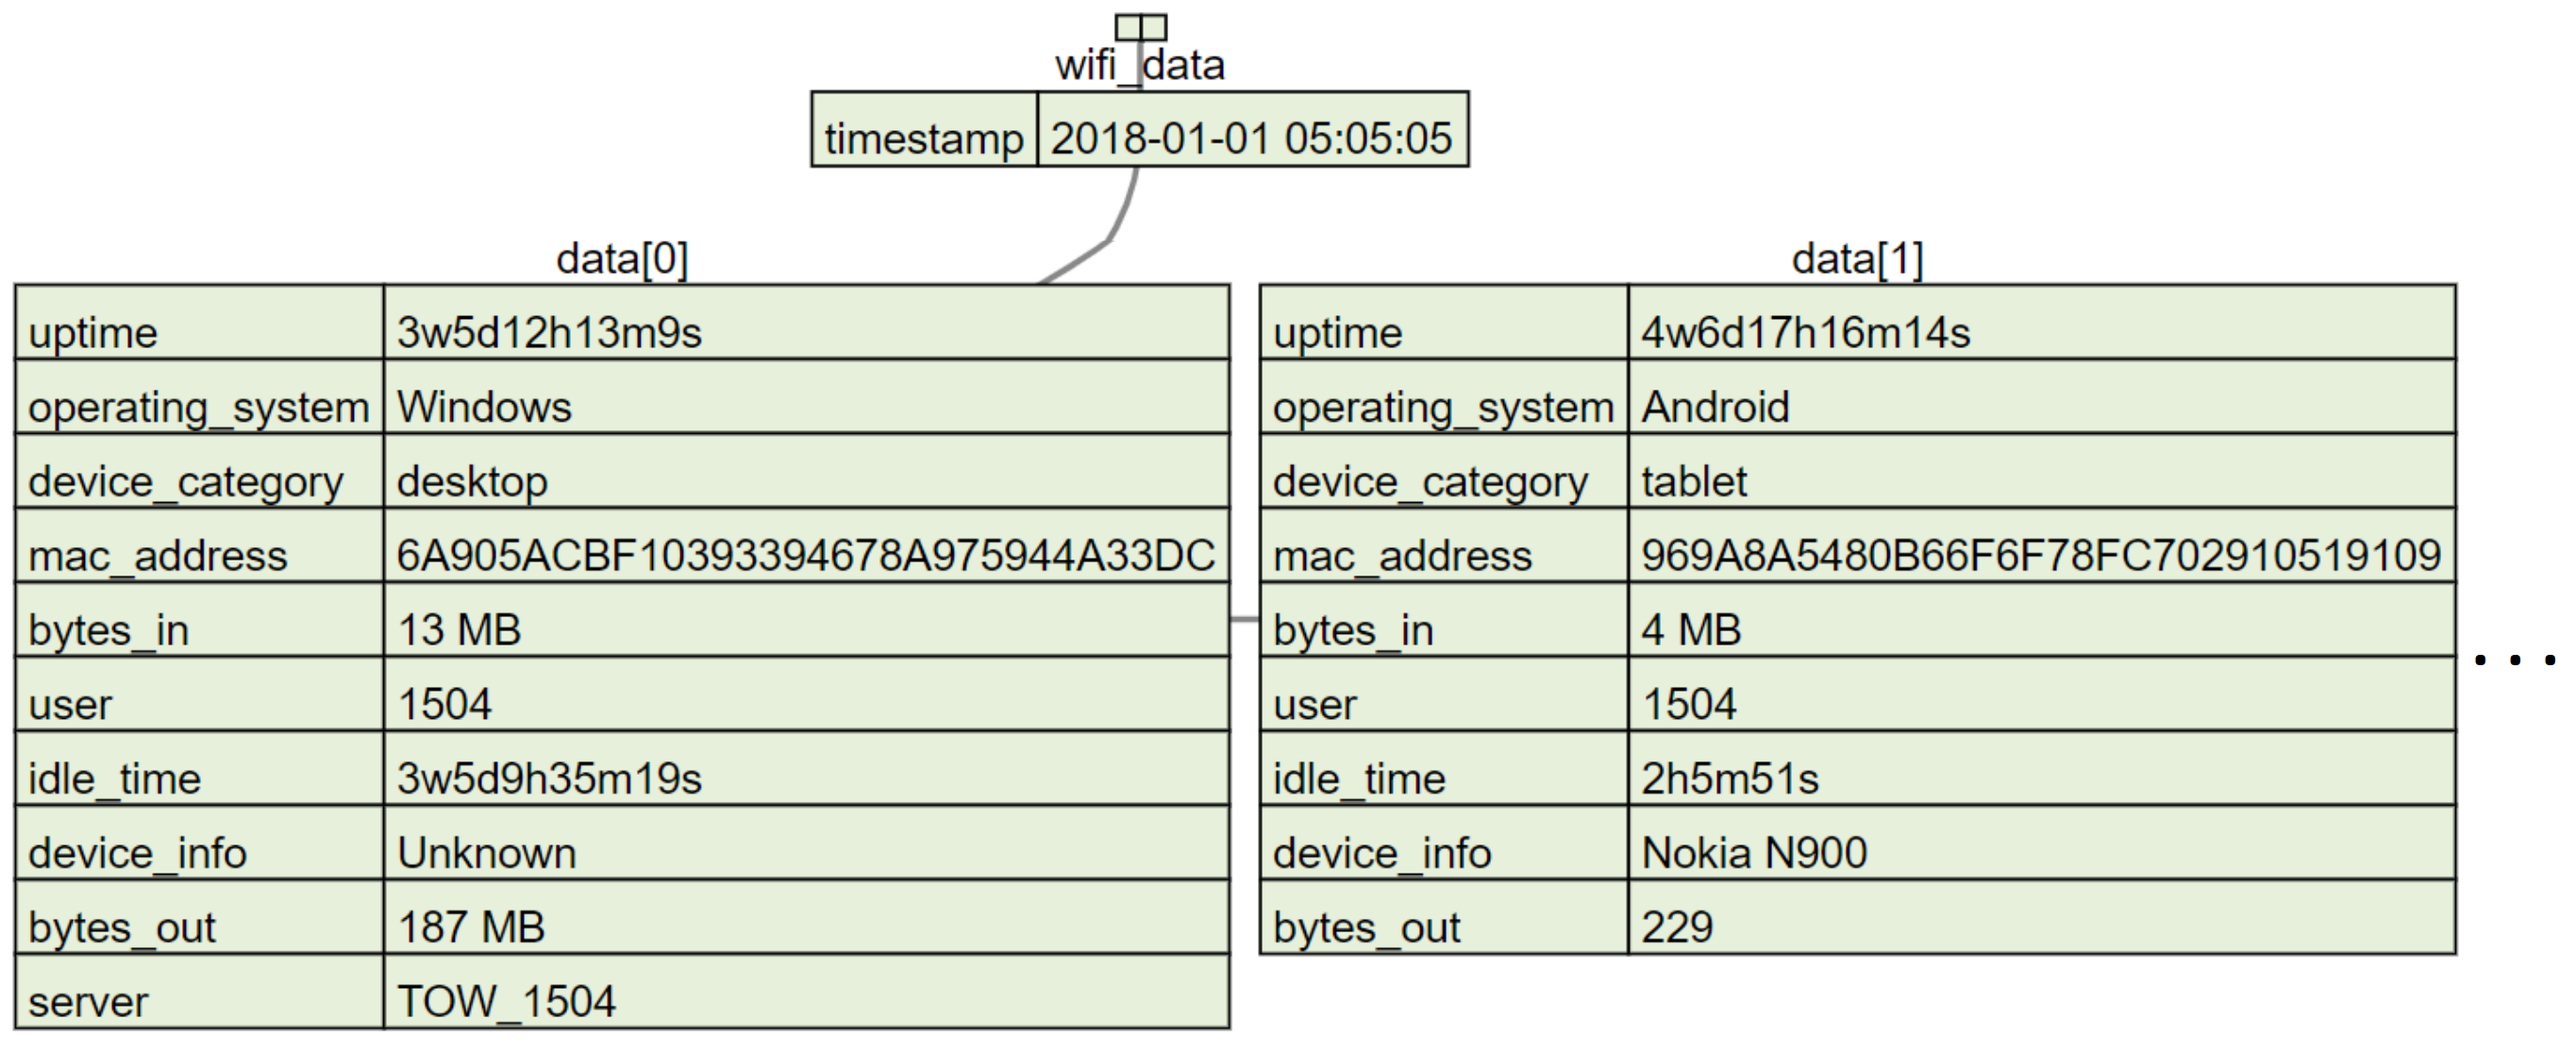 wifi_data
timestamp 2018-01-01 05:05:05
data[0]
uptime 3w5d12h13m9s
operating_system Windows
device_category desktop
mac_address 6A905ACBF10393394678A975944A33DC
bytes_in 13 MB
user 1504
idle_time 3w5d9h35m19s
device_info Unknown
bytes_out 187 MB
server TOW_1504
data[1]
uptime 4w6d17h16m14s
operating_system Android
device_category tablet
mac_address 969A8A5480B66F6F78FC702910519109
bytes_in 4 MB
user 1504
idle_time 2h5m51s
device_info Nokia N900
bytes_out 229
. . .